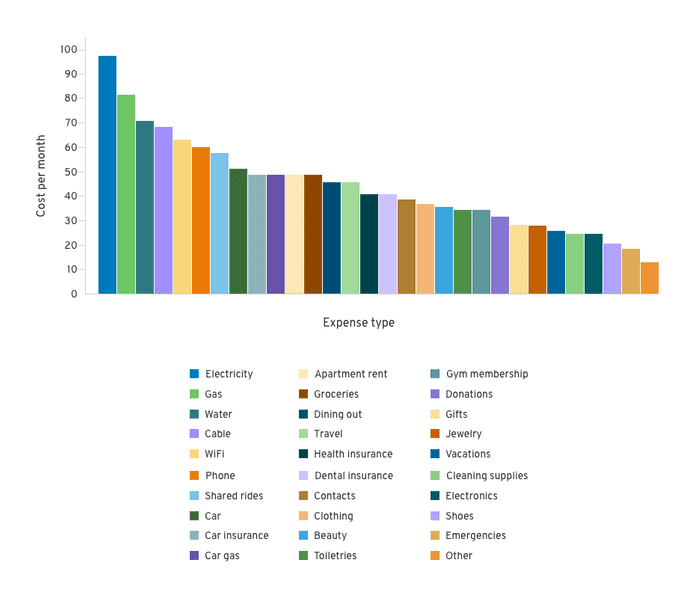 100
90
80
70
60
50
40
30
20
10
0
Cost per month
Expense type
Electricity
Gas
Water
Cable
WiFi
Phone
Shared rides
Car
Car insurance
Car gas
Apartment rent
Groceries
Dining out
Travel
Health insurance
Dental insurance
Contacts
Clothing
Beauty
Toiletries
Gym membership
Donations
Gifts
Jewelry
Vacations
Cleaning supplies
Electronics
Shoes
Emergencies
Other